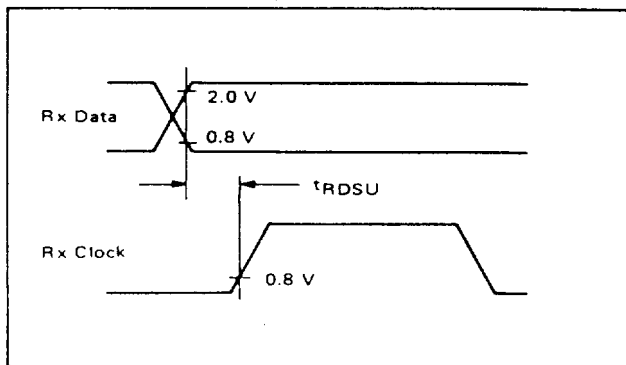 2.0 V
Rx Data
0.8 V
tRDSU
Rx Clock
0.8 V